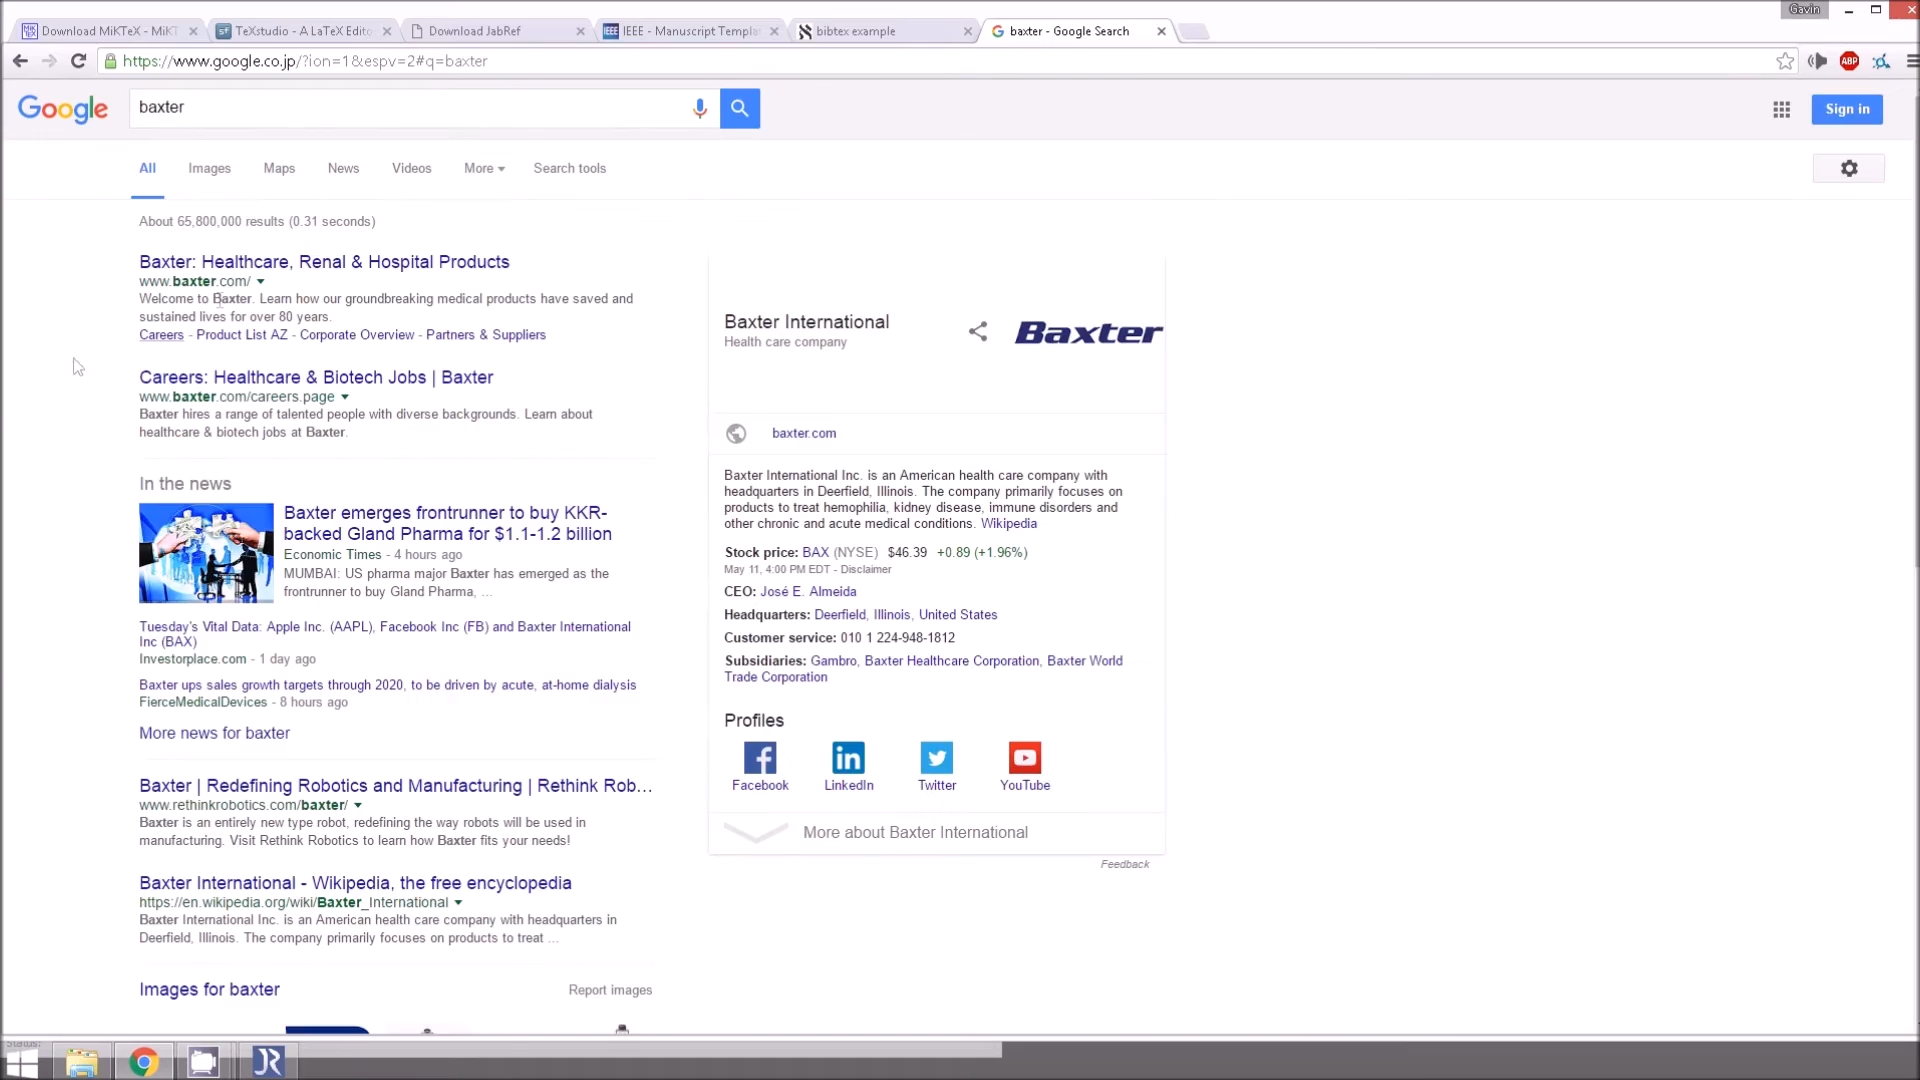 Gavin
Download MiKTeX - MiKT
TeXstudio - A LaTeX Edito
Download JabRef
IEEE - Manuscript Templat
bibtex example
baxter - Google Search
https://www.google.co.jp/?ion=1&espv=2#q=baxter
ABP
Google
baxter
Sign in
All
Images
Maps
News
Videos
More
Search tools
About 65,800,000 results (0.31 seconds)
Baxter: Healthcare, Renal & Hospital Products
www.baxter.com/
Welcome to Baxter. Learn how our groundbreaking medical products have saved and
sustained lives for over 80 years.
Careers - Product List AZ - Corporate Overview - Partners & Suppliers
Careers: Healthcare & Biotech Jobs | Baxter
www.baxter.com/careers.page
Baxter hires a range of talented people with diverse backgrounds. Learn about
healthcare & biotech jobs at Baxter.
In the news
Baxter emerges frontrunner to buy KKR-
backed Gland Pharma for $1.1-1.2 billion
Economic Times - 4 hours ago
MUMBAI: US pharma major Baxter has emerged as the
frontrunner to buy Gland Pharma, ...
Tuesday's Vital Data: Apple Inc. (AAPL), Facebook Inc (FB) and Baxter International
Inc (BAX)
Investorplace.com - 1 day ago
Baxter ups sales growth targets through 2020, to be driven by acute, at-home dialysis
FierceMedicalDevices - 8 hours ago
More news for baxter
Baxter | Redefining Robotics and Manufacturing | Rethink Rob...
www.rethinkrobotics.com/baxter/
Baxter is an entirely new type robot, redefining the way robots will be used in
manufacturing. Visit Rethink Robotics to learn how Baxter fits your needs!
Baxter International - Wikipedia, the free encyclopedia
https://en.wikipedia.org/wiki/Baxter_International
Baxter International Inc. is an American health care company with headquarters in
Deerfield, Illinois. The company primarily focuses on products to treat ...
Images for baxter
Report images
Baxter International
Health care company
Baxter
baxter.com
Baxter International Inc. is an American health care company with
headquarters in Deerfield, Illinois. The company primarily focuses on
products to treat hemophilia, kidney disease, immune disorders and
other chronic and acute medical conditions. Wikipedia
Stock price: BAX (NYSE) $46.39 +0.89 (+1.96%)
May 11, 4:00 PM EDT - Disclaimer
CEO: José E. Almeida
Headquarters: Deerfield, Illinois, United States
Customer service: 010 1 224-948-1812
Subsidiaries: Gambro, Baxter Healthcare Corporation, Baxter World
Trade Corporation
Profiles
Facebook
LinkedIn
Twitter
YouTube
More about Baxter International
Feedback
Status:
JR